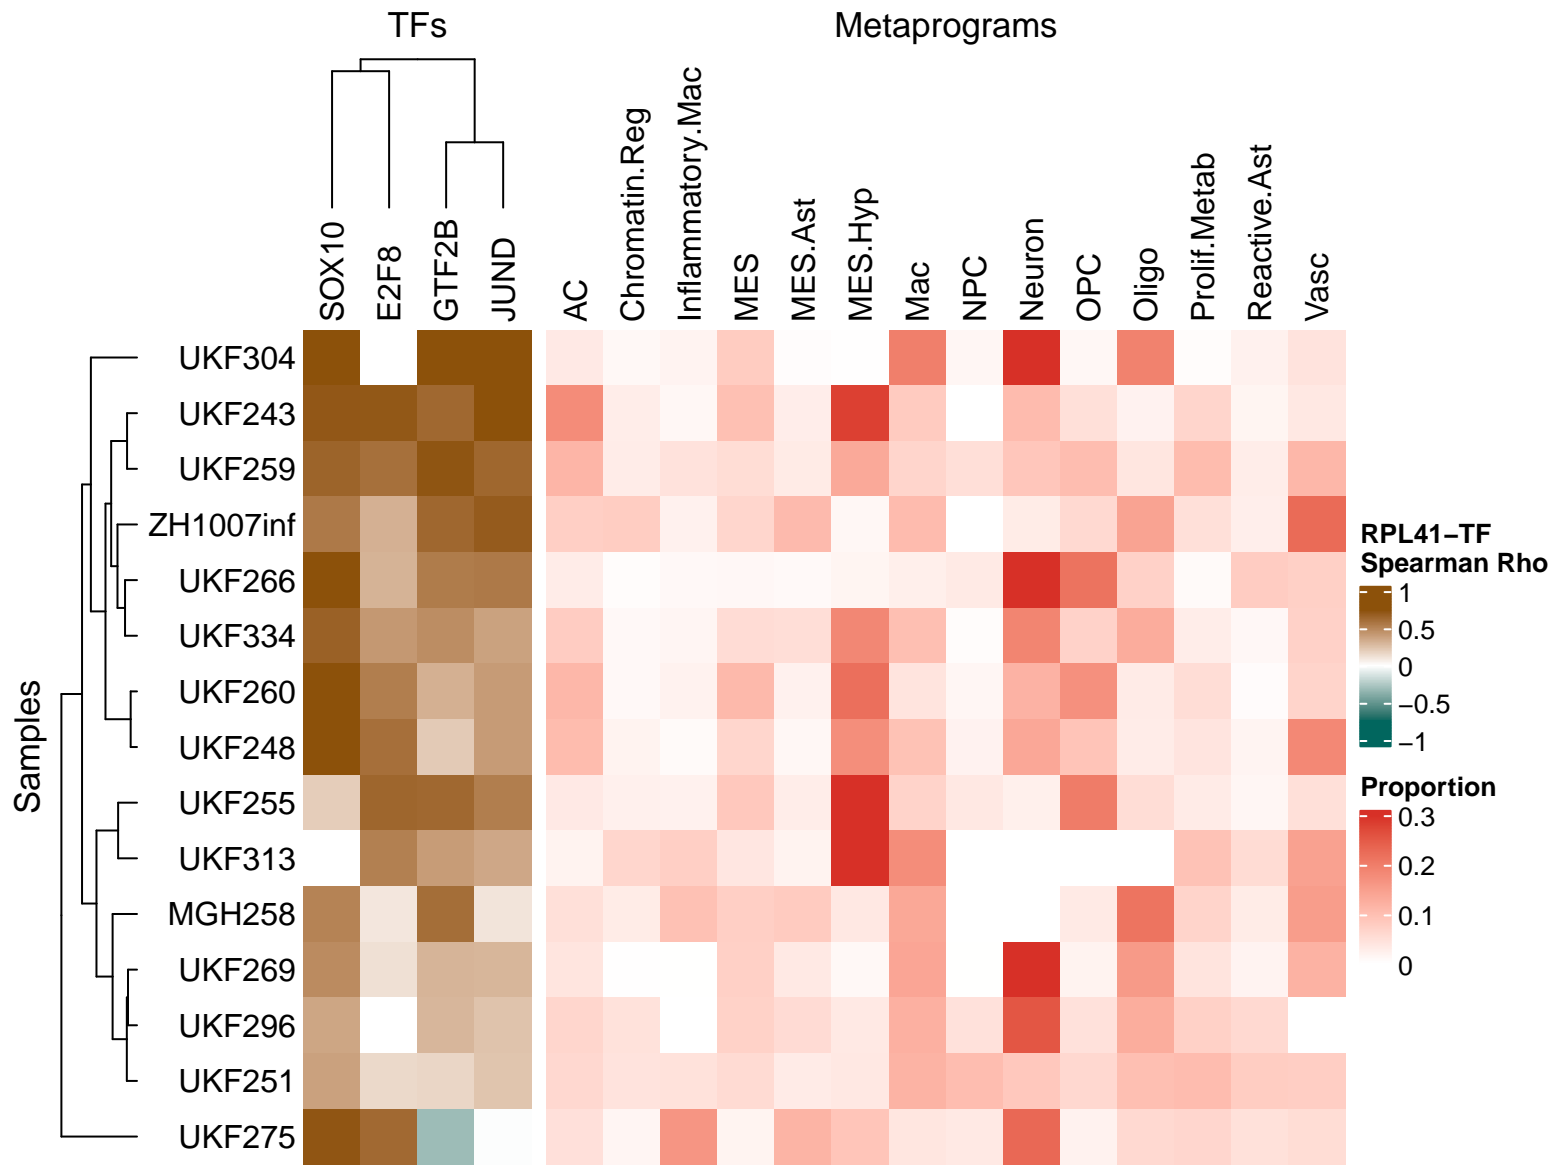 TFs
Metaprograms
SOX10
E2F8
GTF2B
JUND
AC
Chromatin.Reg
Inflammatory.Mac
MES
MES.Ast
MES.Hyp
Mac
NPC
Neuron
OPC
Oligo
Prolif.Metab
Reactive.Ast
Vasc
Samples
UKF304
UKF243
UKF259
ZH1007inf
UKF266
UKF334
UKF260
UKF248
UKF255
UKF313
MGH258
UKF269
UKF296
UKF251
UKF275
RPL41−TF
Spearman Rho
1
0.5
0
−0.5
−1
Proportion
0.3
0.2
0.1
0